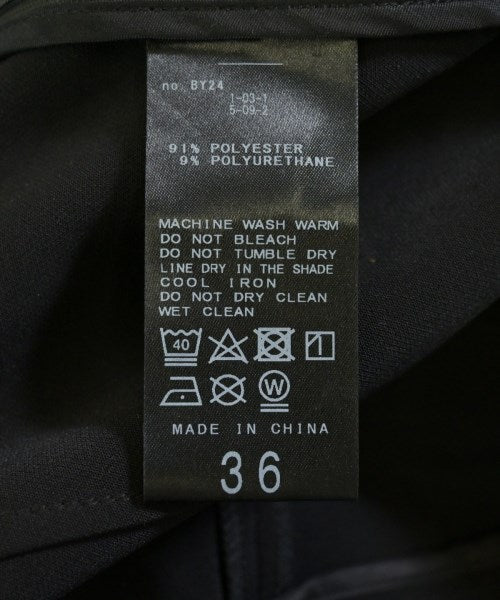 no. BY24
1-03-1
5-09-2
91% POLYESTER
9% POLYURETHANE
MACHINE WASH WARM
DO NOT BLEACH
DO NOT TUMBLE DRY
LINE DRY IN THE SHADE
COOL IRON
DO NOT DRY CLEAN
WET CLEAN
40
W
MADE IN CHINA
36